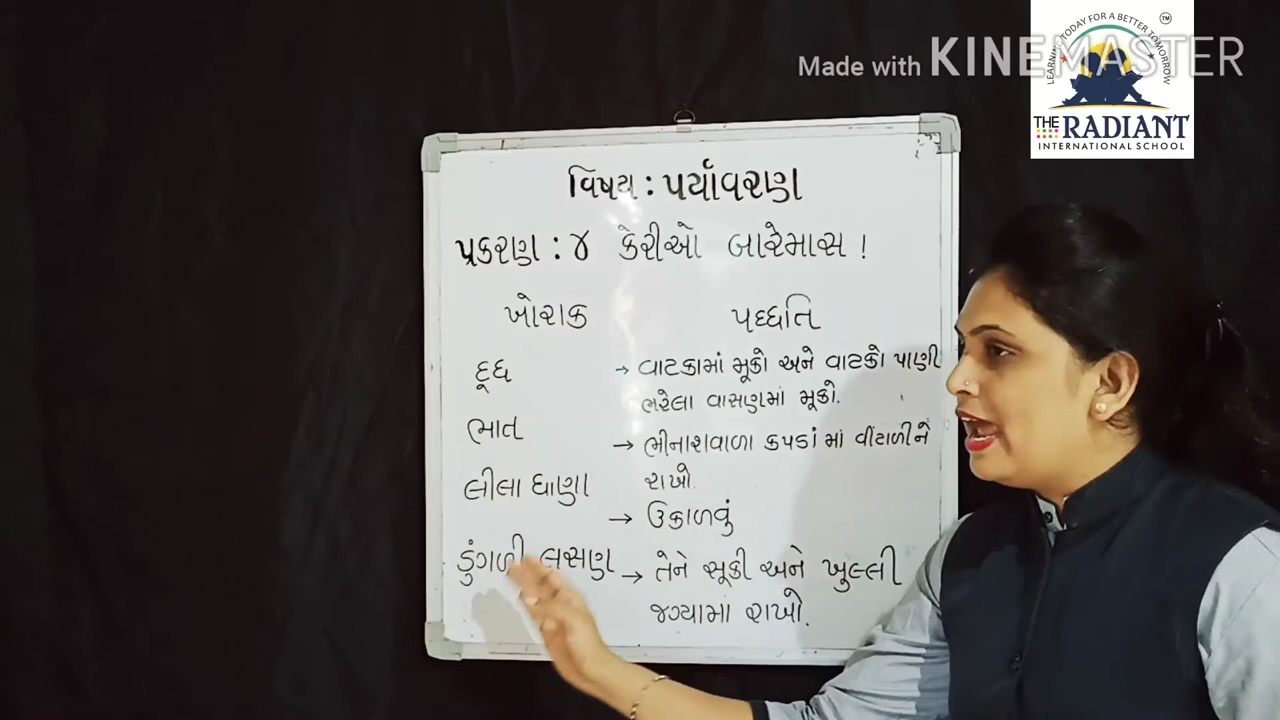 Made with KINEMASTER
LEARNING TODAY FOR A BETTER TOMORROW
TM
THE RADIANT
INTERNATIONAL SCHOOL
વિષય : પર્યાવરણ
પ્રકરણ : ૪ કેરીઓ બારેમાસ !
ખોરાક પદ્ધતિ
દૂધ → વાટકામાં મૂકો અને વાટકો પાણી
ભરેલા વાસણમાં મૂકો.
ભાત → ભીનાશવાળા કપડાં માં વીંટાળીને
રાખો.
લીલા ધાણા
→ ઉકાળવું
ડુંગળી લસણ → તેને સૂકી અને ખુલ્લી
જગ્યામાં રાખો.